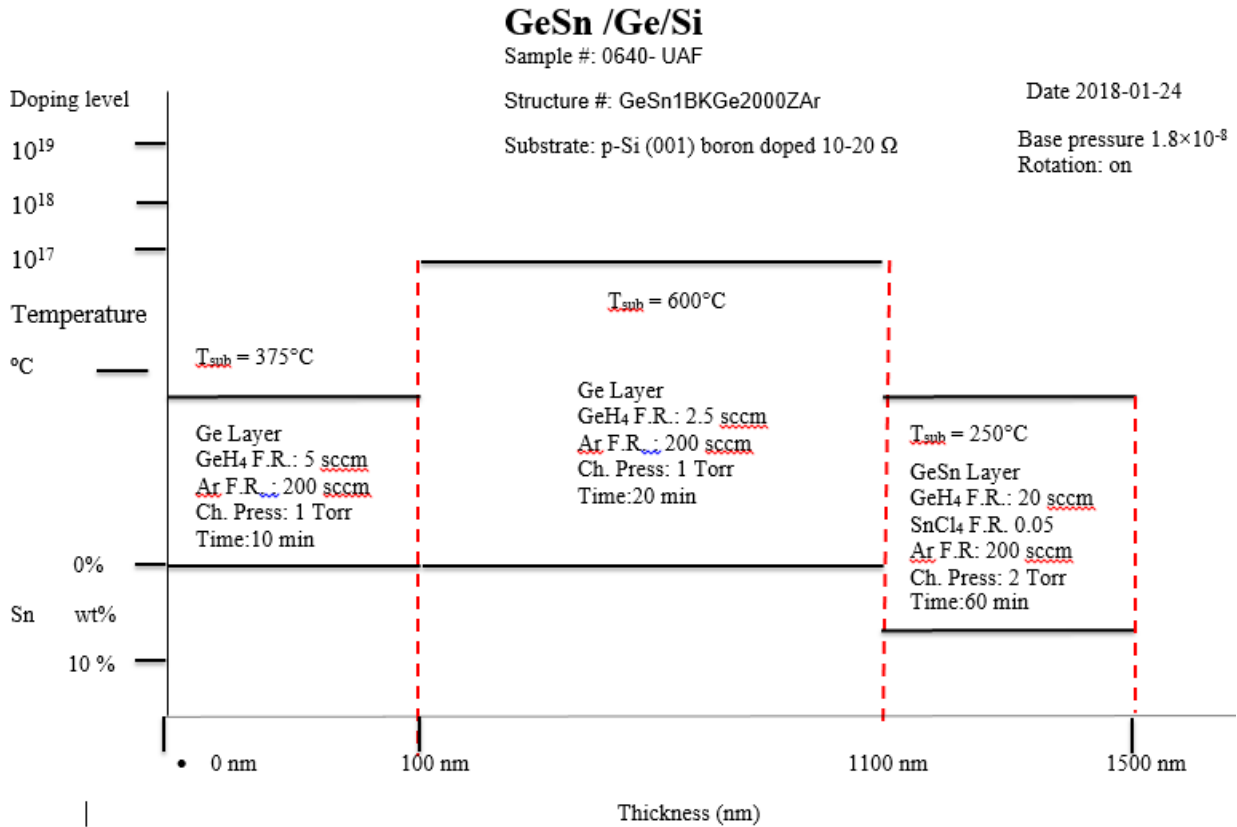 GeSn /Ge/Si
Sample #: 0640- UAF
Structure #: GeSn1BKGe2000ZAr
Substrate: p-Si (001) boron doped 10-20 Ω
Date 2018-01-24
Base pressure 1.8×10⁻⁸
Rotation: on
Doping level
10¹⁹
10¹⁸
10¹⁷
Temperature
ºC
Tsub = 375°C
Ge Layer
GeH₄ F.R.: 5 sccm
Ar F.R.: 200 sccm
Ch. Press: 1 Torr
Time:10 min
Tsub = 600°C
Ge Layer
GeH₄ F.R.: 2.5 sccm
Ar F.R.: 200 sccm
Ch. Press: 1 Torr
Time:20 min
Tsub = 250°C
GeSn Layer
GeH₄ F.R.: 20 sccm
SnCl₄ F.R. 0.05
Ar F.R: 200 sccm
Ch. Press: 2 Torr
Time:60 min
0%
Sn wt%
10 %
• 0 nm
100 nm
1100 nm
1500 nm
Thickness (nm)